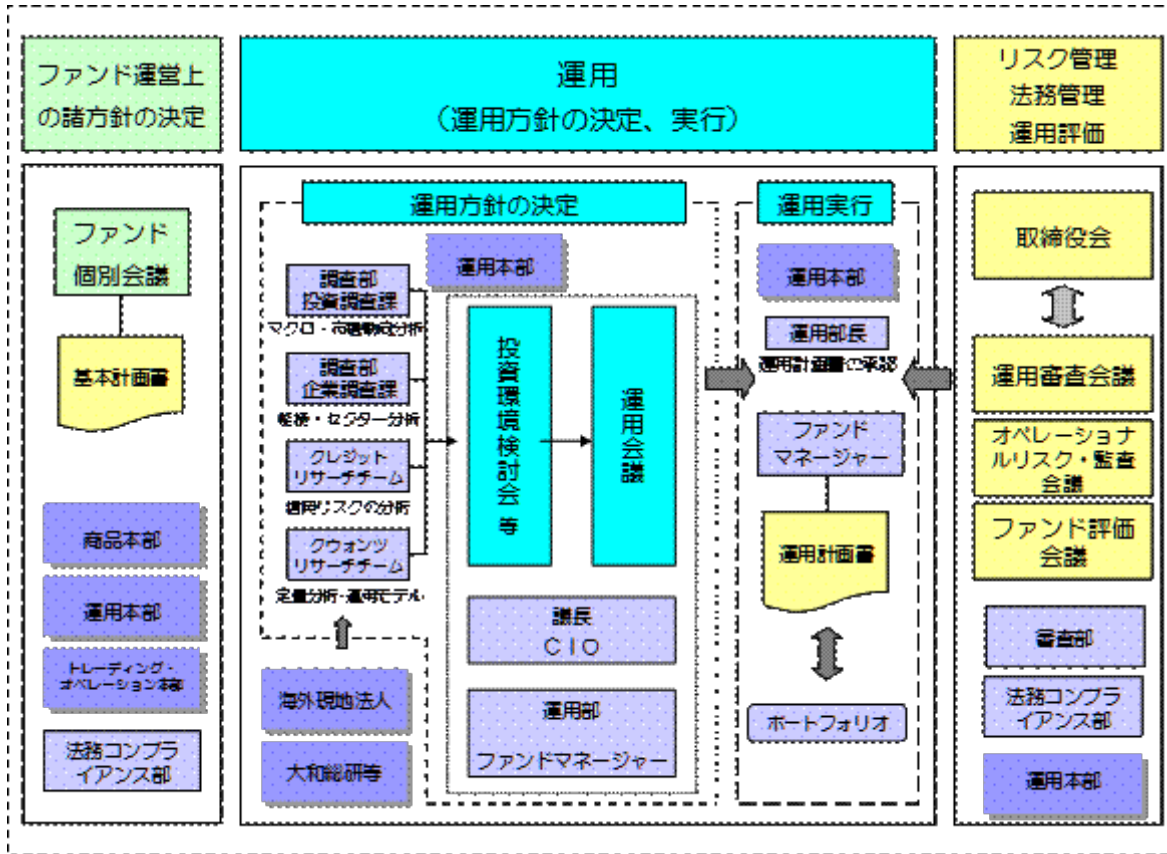 ファンド運営上
の諸方針の決定
運用
（運用方針の決定、実行）
リスク管理
法務管理
運用評価
ファンド
個別会議
基本計画書
商品本部
運用本部
トレーディング・
オペレーション本部
法務コンプラ
イアンス部
運用方針の決定
運用本部
調査部
投資調査課
マクロ・市場動向分析
調査部
企業調査課
・セクター分析
クレジット
リサーチチーム
信用リスクの分析
クウォンツ
リサーチチーム
定量分析・運用モデル
海外現地法人
大和総研等
投資環境検討会 等
運用会議
議長
ＣＩＯ
運用部
ファンドマネージャー
運用実行
運用本部
運用部長
運用計画書の承認
ファンド
マネージャー
運用計画書
ポートフォリオ
取締役会
運用審査会議
オペレーショナ
ルリスク・監査
会議
ファンド評価
会議
審査部
法務コンプラ
イアンス部
運用本部